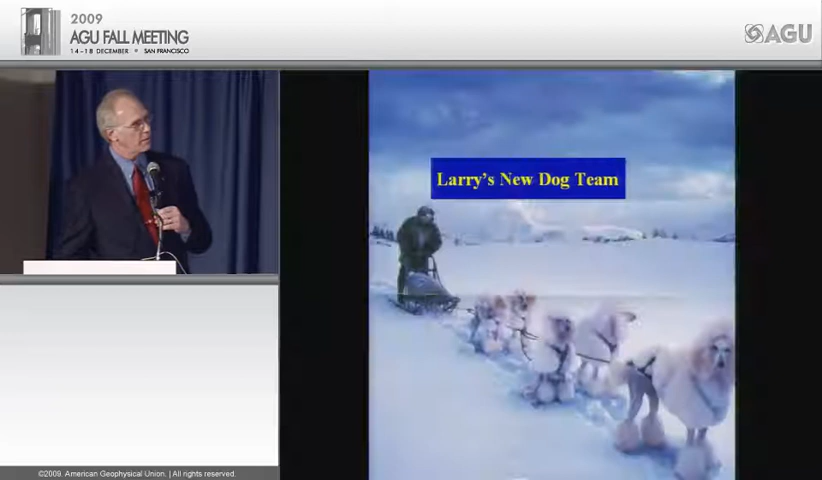 2009
AGU FALL MEETING
14-18 DECEMBER • SAN FRANCISCO
AGU
Larry's New Dog Team
©2009. American Geophysical Union. | All rights reserved.